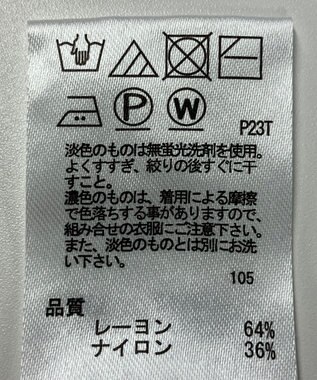 P W
P23T
淡色のものは無蛍光洗剤を使用。
よくすすぎ、絞りの後すぐに干
すこと。
濃色のものは、着用による摩擦
で色落ちする事がありますので、
組み合せの衣服にご注意下さい。
また、淡色のものとは別にお洗
い下さい。
105
品質
レーヨン 64%
ナイロン 36%